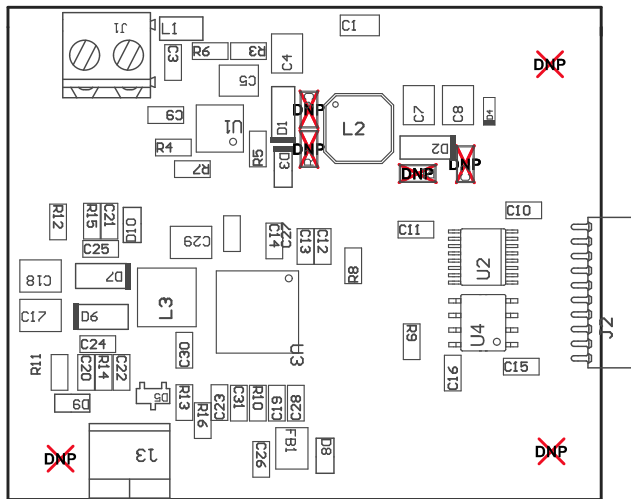 J1
L1
C1
C3
R6
R3
C4
DNP
C5
C9
U1
D1
DNP
L2
C7
C8
D4
R4
R5
DNP
D2
DNP
R7
D3
DNP
R12
R15
C21
D10
C10
C25
C29
C14
C27
C13
C12
C11
C18
D7
L3
R8
U2
C17
D6
U3
U4
J2
C24
C30
R9
R11
C20
R14
C22
C16
C15
D5
D9
R13
R16
C23
C31
R10
C19
C28
DNP
J3
C26
FB1
D8
DNP